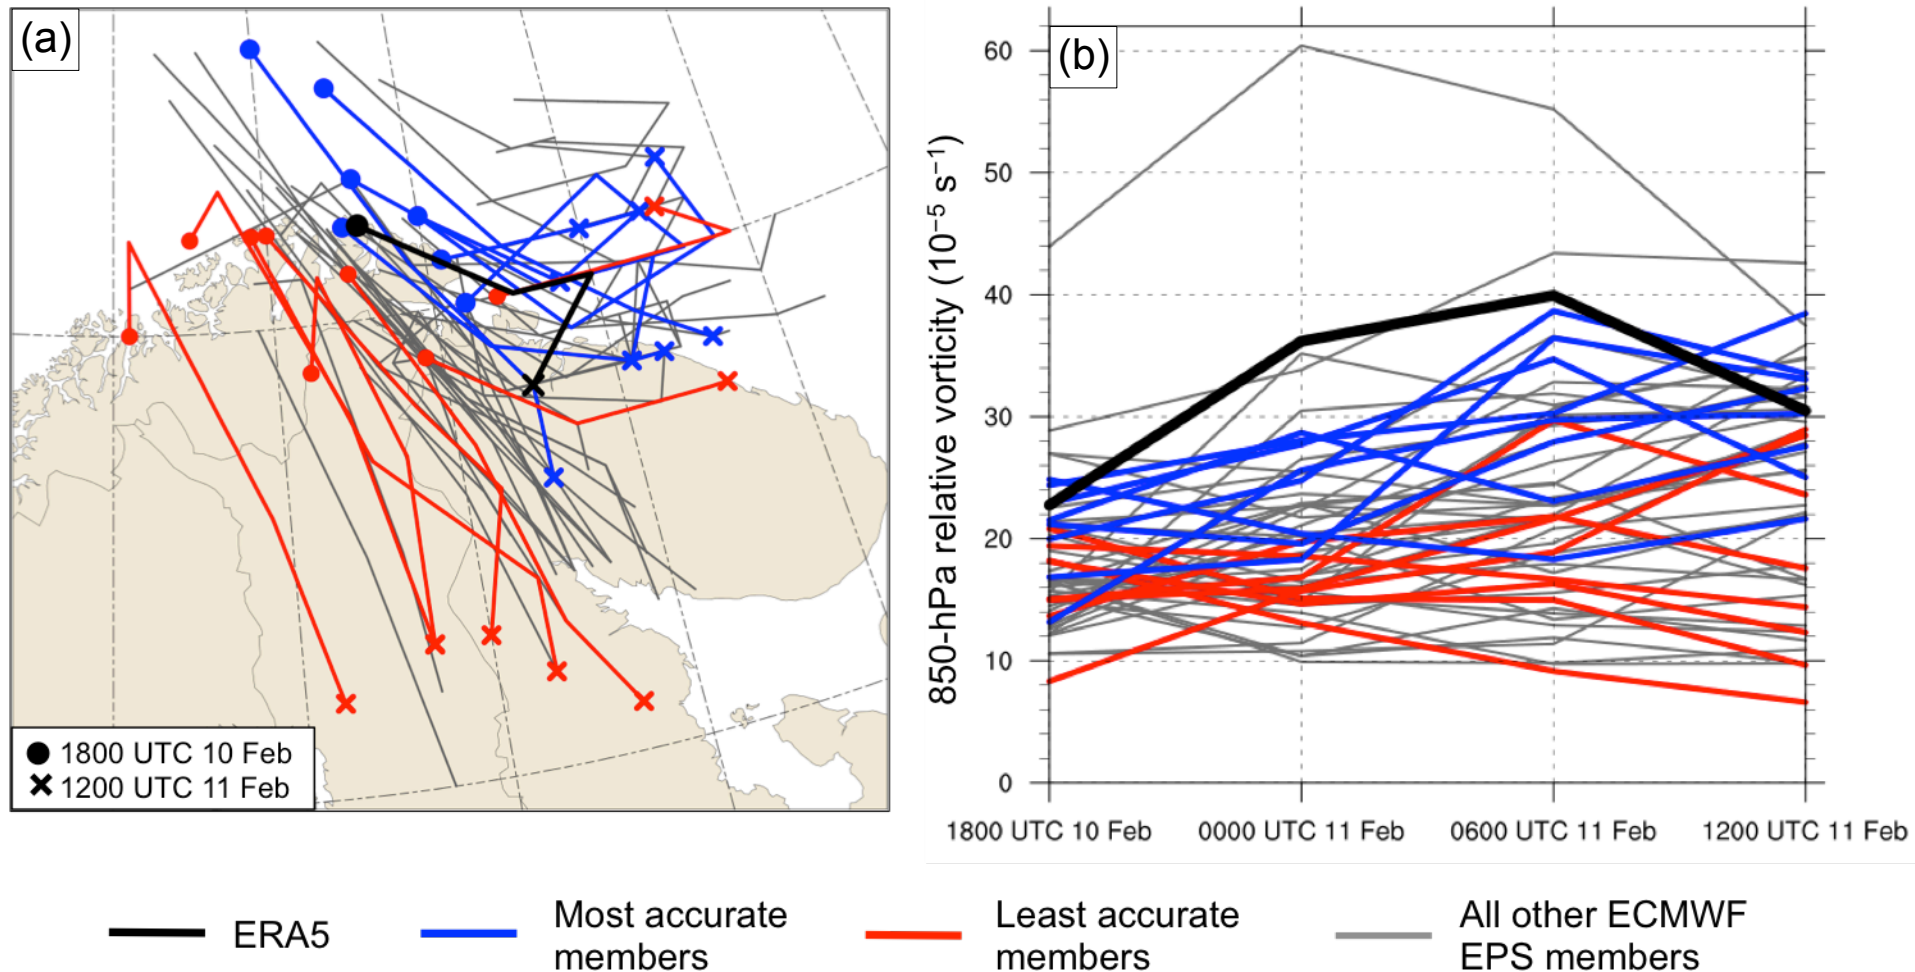 (a)
1800 UTC 10 Feb
1200 UTC 11 Feb
(b)
850-hPa relative vorticity (10⁻⁵ s⁻¹)
60
50
40
30
20
10
0
1800 UTC 10 Feb 0000 UTC 11 Feb 0600 UTC 11 Feb 1200 UTC 11 Feb
ERA5
Most accurate
members
Least accurate
members
All other ECMWF
EPS members